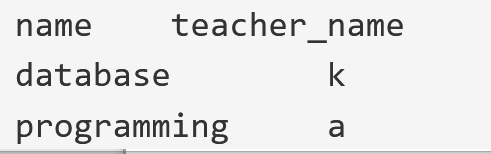 name    teacher_name
database        k
programming     a